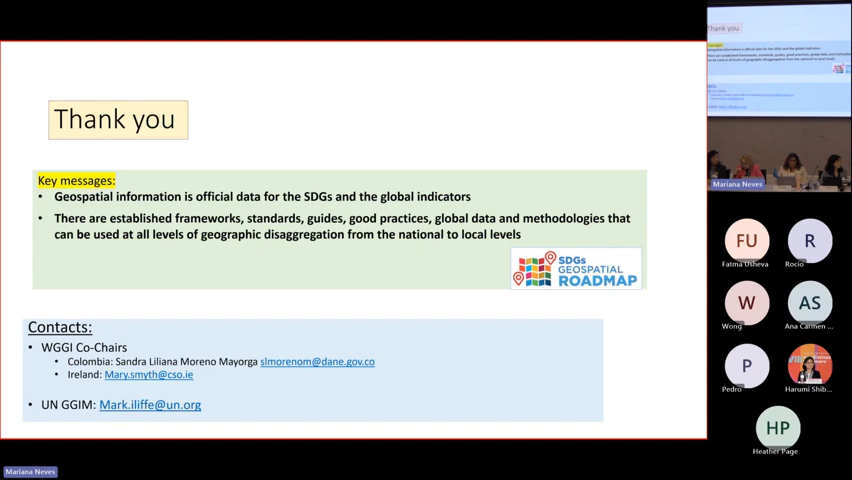 Thank you
Key messages:
• Geospatial information is official data for the SDGs and the global indicators
• There are established frameworks, standards, guides, good practices, global data and methodologies that
can be used at all levels of geographic disaggregation from the national to local levels
SDGs
GEOSPATIAL
ROADMAP
Contacts:
• WGGI Co-Chairs
• Colombia: Sandra Liliana Moreno Mayorga slmorenom@dane.gov.co
• Ireland: Mary.smyth@cso.ie
• UN GGIM: Mark.iliffe@un.org
Mariana Neves
Thank you
Mariana Neves
FU
Fatma Usheva
R
Rocio
W
Wong
AS
Ana Carmen ...
P
Pedro
Harumi Shib...
HP
Heather Page